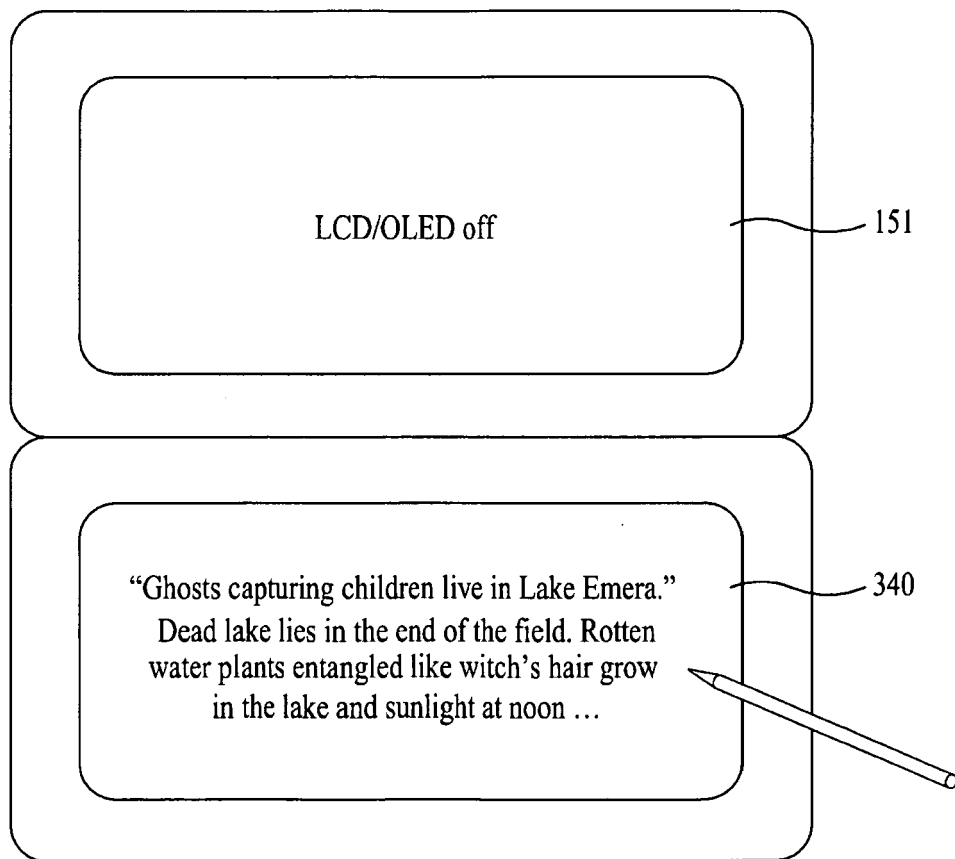 LCD/OLED off
151
“Ghosts capturing children live in Lake Emera.”
340
Dead lake lies in the end of the field. Rotten
water plants entangled like witch’s hair grow
in the lake and sunlight at noon ...